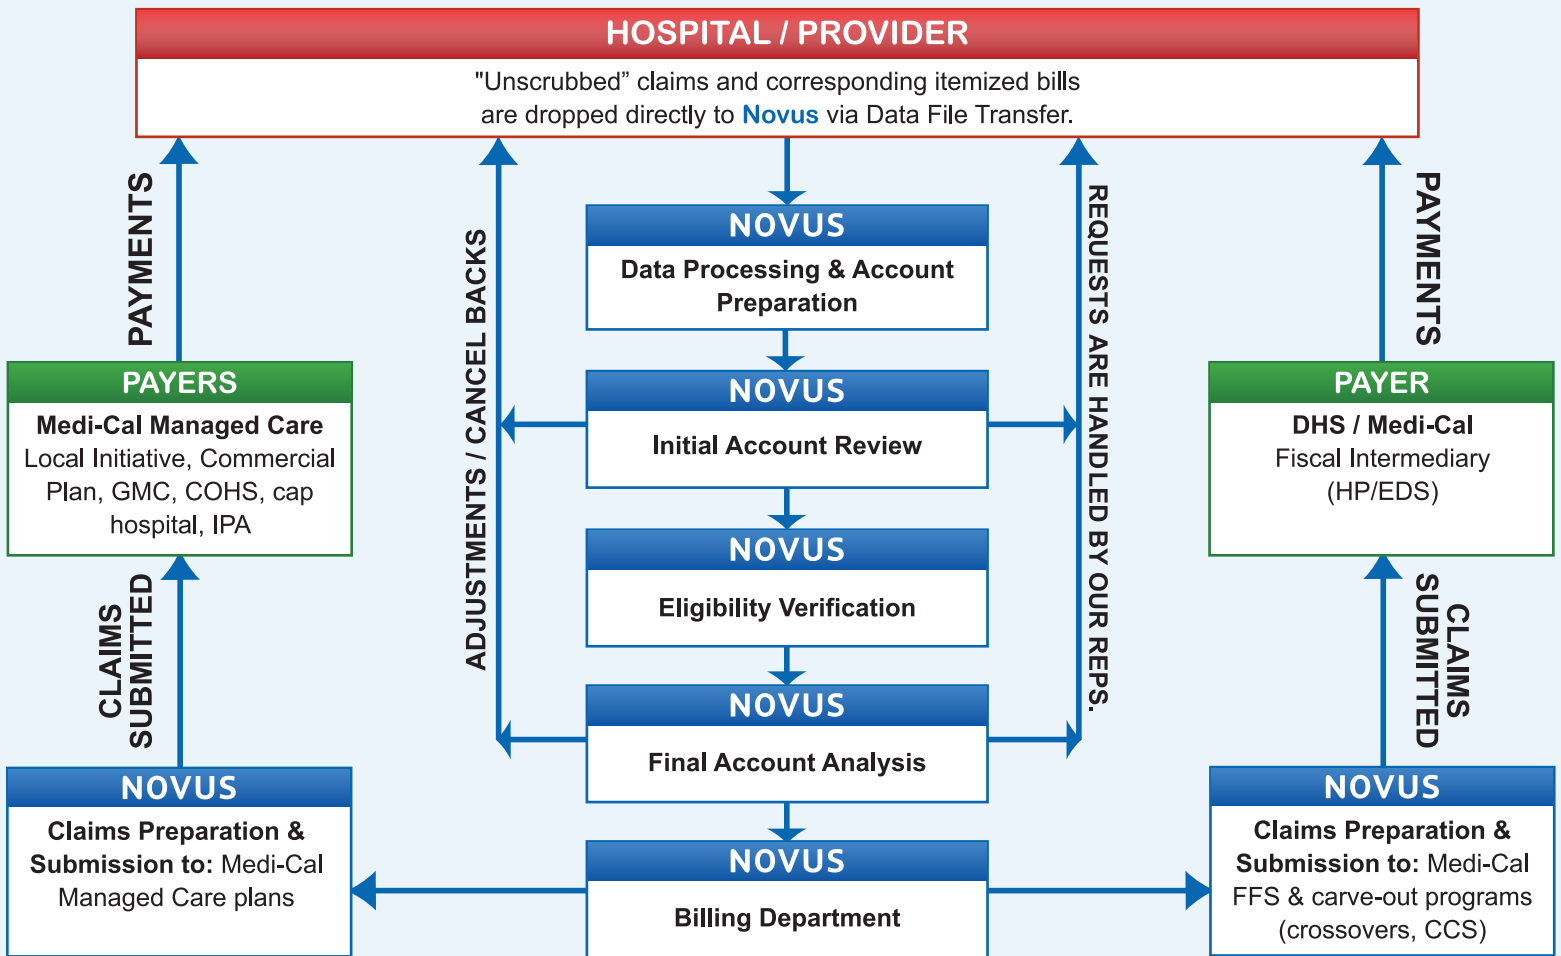 HOSPITAL / PROVIDER
"Unscrubbed” claims and corresponding itemized bills
are dropped directly to Novus via Data File Transfer.
PAYMENTS
ADJUSTMENTS / CANCEL BACKS
REQUESTS ARE HANDLED BY OUR REPS.
PAYMENTS
NOVUS
Data Processing & Account
Preparation
NOVUS
Initial Account Review
NOVUS
Eligibility Verification
NOVUS
Final Account Analysis
NOVUS
Billing Department
PAYERS
Medi-Cal Managed Care
Local Initiative, Commercial
Plan, GMC, COHS, cap
hospital, IPA
CLAIMS
SUBMITTED
NOVUS
Claims Preparation &
Submission to: Medi-Cal
Managed Care plans
PAYER
DHS / Medi-Cal
Fiscal Intermediary
(HP/EDS)
CLAIMS
SUBMITTED
NOVUS
Claims Preparation &
Submission to: Medi-Cal
FFS & carve-out programs
(crossovers, CCS)